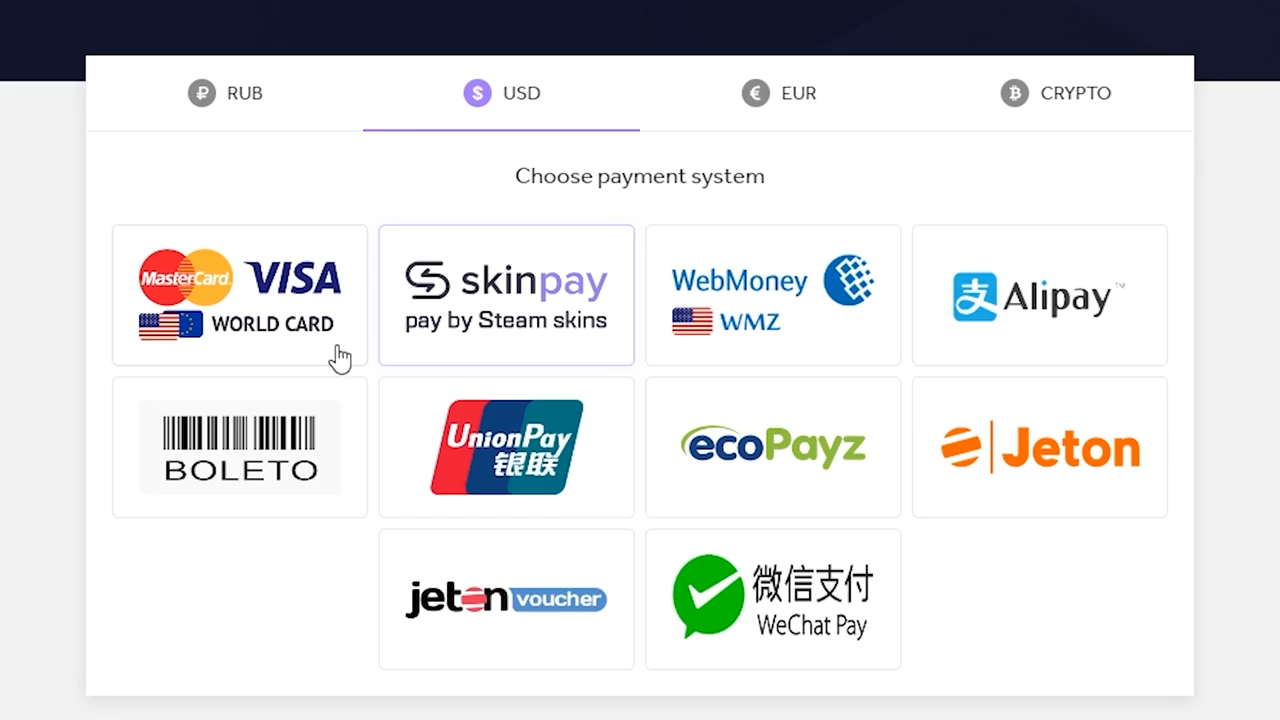 RUB
USD
EUR
CRYPTO
Choose payment system
MasterCard VISA
WORLD CARD
skinpay
pay by Steam skins
WebMoney
WMZ
Alipay™
BOLETO
UnionPay
银联
ecoPayz
Jeton
jeton voucher
微信支付
WeChat Pay